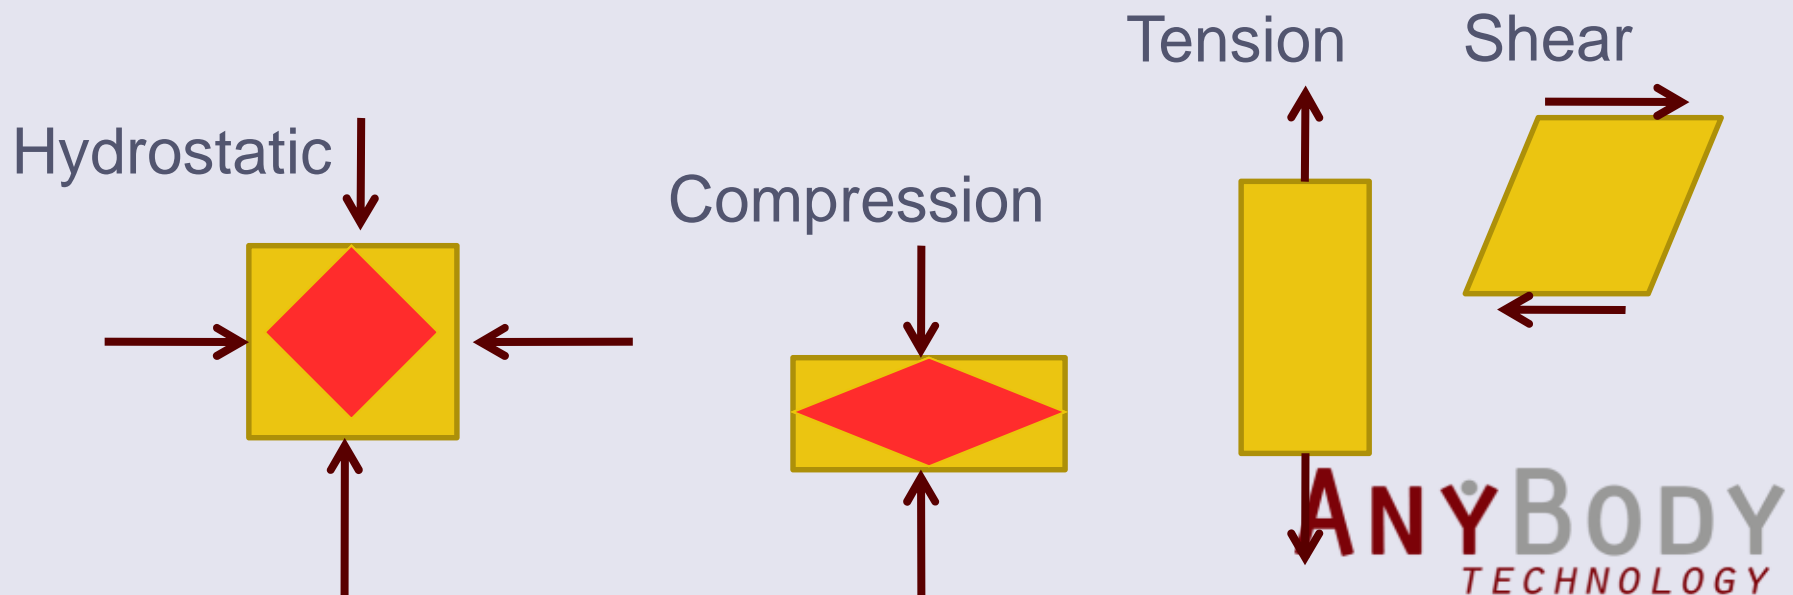 Tension
Shear
Hydrostatic
Compression
ANYBODY
TECHNOLOGY